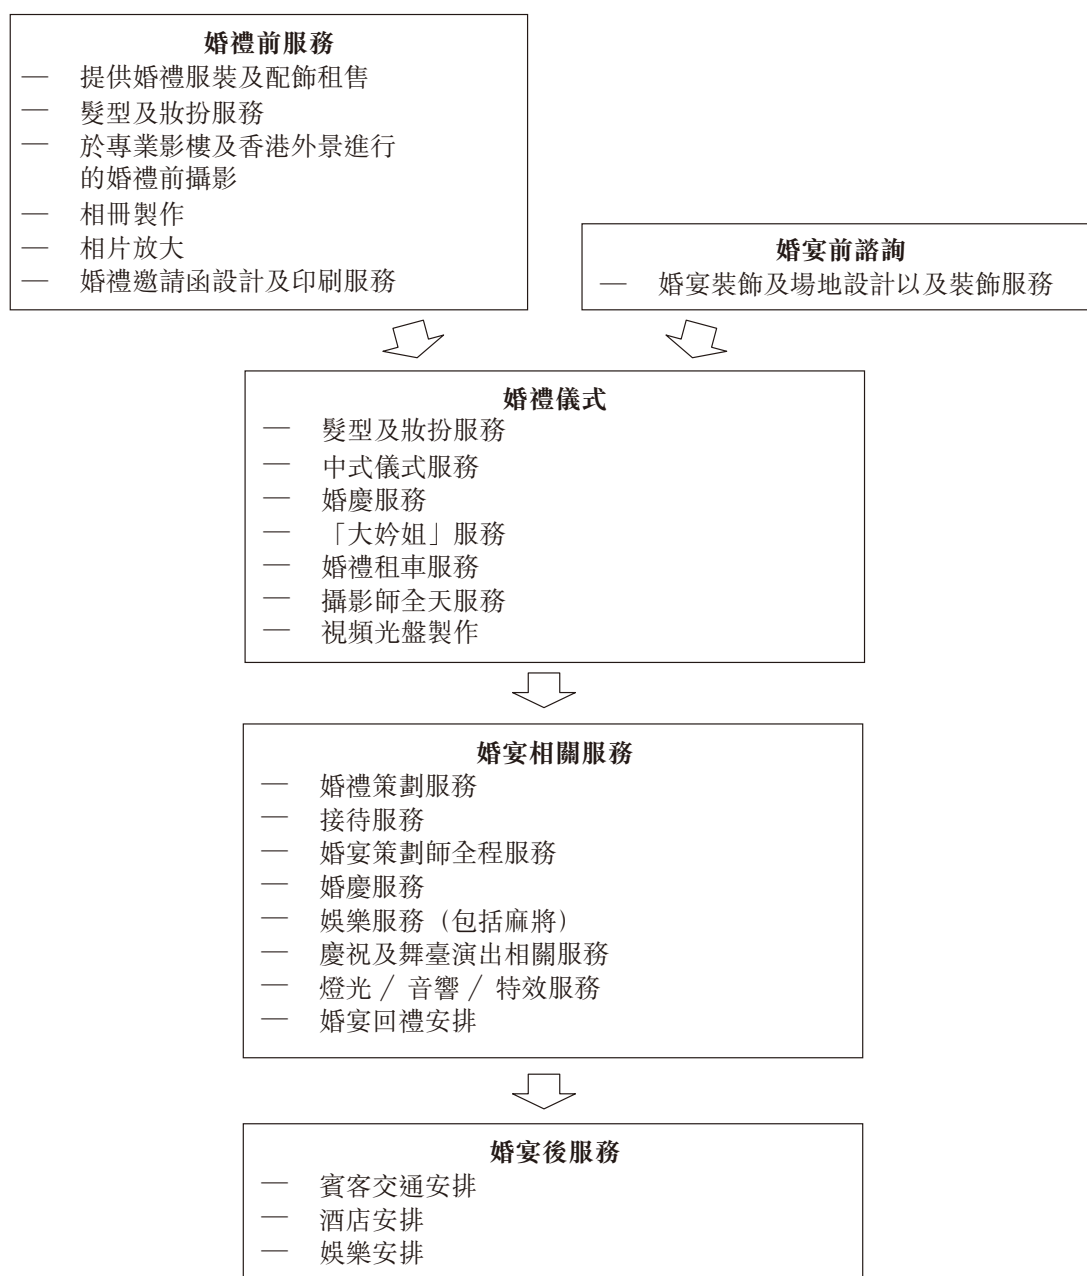 婚禮前服務
— 提供婚禮服裝及配飾租售
— 髮型及妝扮服務
— 於專業影樓及香港外景進行
的婚禮前攝影
— 相冊製作
— 相片放大
— 婚禮邀請函設計及印刷服務
婚宴前諮詢
— 婚宴裝飾及場地設計以及裝飾服務
婚禮儀式
— 髮型及妝扮服務
— 中式儀式服務
— 婚慶服務
— 「大妗姐」服務
— 婚禮租車服務
— 攝影師全天服務
— 視頻光盤製作
婚宴相關服務
— 婚禮策劃服務
— 接待服務
— 婚宴策劃師全程服務
— 婚慶服務
— 娛樂服務（包括麻將）
— 慶祝及舞臺演出相關服務
— 燈光 / 音響 / 特效服務
— 婚宴回禮安排
婚宴後服務
— 賓客交通安排
— 酒店安排
— 娛樂安排